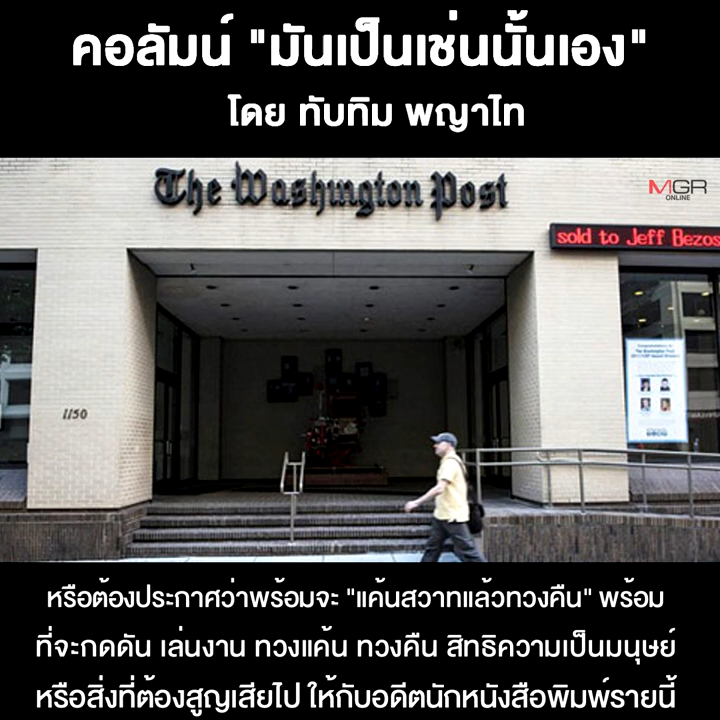 คอลัมน์ "มันเป็นเช่นนั้นเอง"
โดย ทับทิม พญาไท
The Washington Post
MGR
ONLINE
sold to Jeff Bezos
1150
หรือต้องประกาศว่าพร้อมจะ "แค้นสวาทแล้วทวงคืน" พร้อม
ที่จะกดดัน เล่นงาน ทวงแค้น ทวงคืน สิทธิความเป็นมนุษย์
หรือสิ่งที่ต้องสูญเสียไป ให้กับอดีตนักหนังสือพิมพ์รายนี้